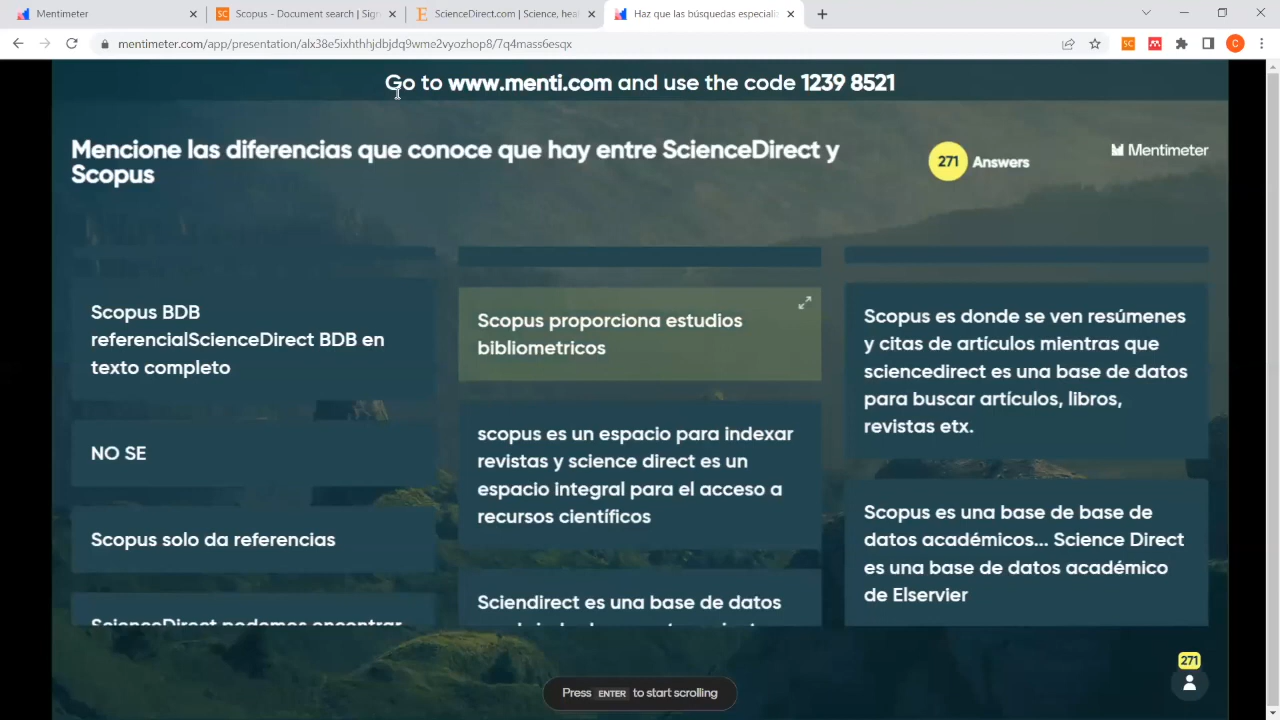 Mentimeter
Scopus - Document search | Sign
ScienceDirect.com | Science, hea
Haz que las búsquedas especiali
mentimeter.com/app/presentation/
Go to www.menti.com and use the code 1239 8521
Mencione las diferencias que conoce que hay entre ScienceDirect y
Scopus
271 Answers
Mentimeter
Scopus BDB
referencialScienceDirect BDB en
texto completo
NO SE
Scopus solo da referencias
ScienceDirect podemos encontrar
Scopus proporciona estudios
bibliometricos
scopus es un espacio para indexar
revistas y science direct es un
espacio integral para el acceso a
recursos científicos
Sciendirect es una base de datos
Scopus es donde se ven resúmenes
y citas de artículos mientras que
sciencedirect es una base de datos
para buscar artículos, libros,
revistas etx.
Scopus es una base de base de
datos académicos... Science Direct
es una base de datos académico
de Elservier
271
Press ENTER to start scrolling